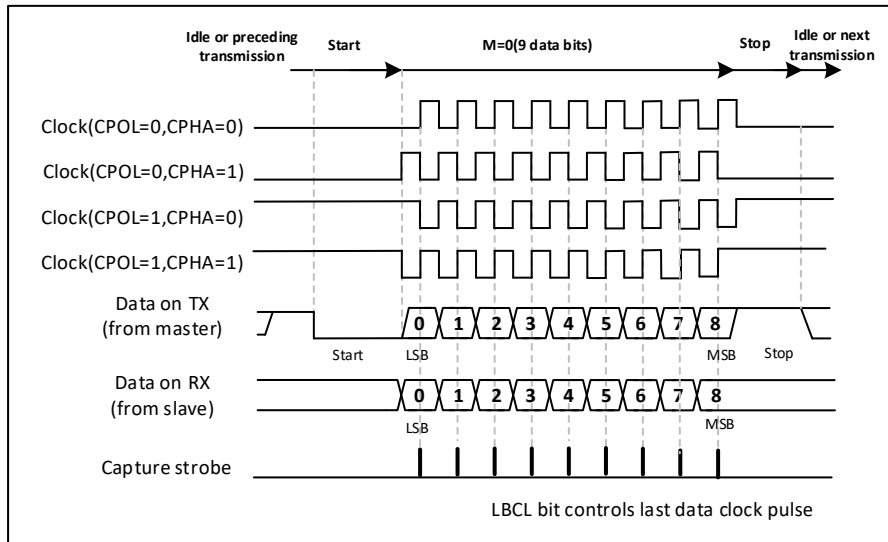 Idle or preceding
transmission
Start
M=0(9 data bits)
Stop
Idle or next
transmission
Clock(CPOL=0,CPHA=0)
Clock(CPOL=0,CPHA=1)
Clock(CPOL=1,CPHA=0)
Clock(CPOL=1,CPHA=1)
Data on TX
(from master)
0 1 2 3 4 5 6 7 8
Start
LSB
MSB
Stop
Data on RX
(from slave)
0 1 2 3 4 5 6 7 8
LSB
MSB
Capture strobe
LBCL bit controls last data clock pulse